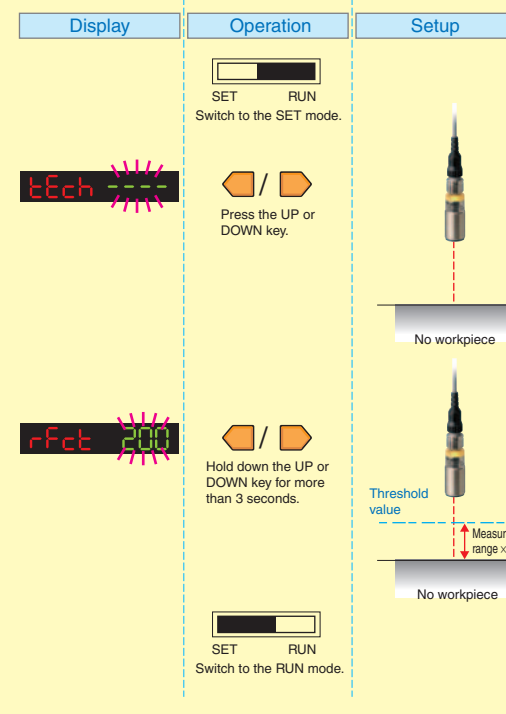 Display Operation Setup
SET RUN
Switch to the SET mode.
tEch ----
/
Press the UP or
DOWN key.
No workpiece
rFct 200
/
Hold down the UP or
DOWN key for more
than 3 seconds.
Threshold
value
range ×
No workpiece
SET RUN
Switch to the RUN mode.